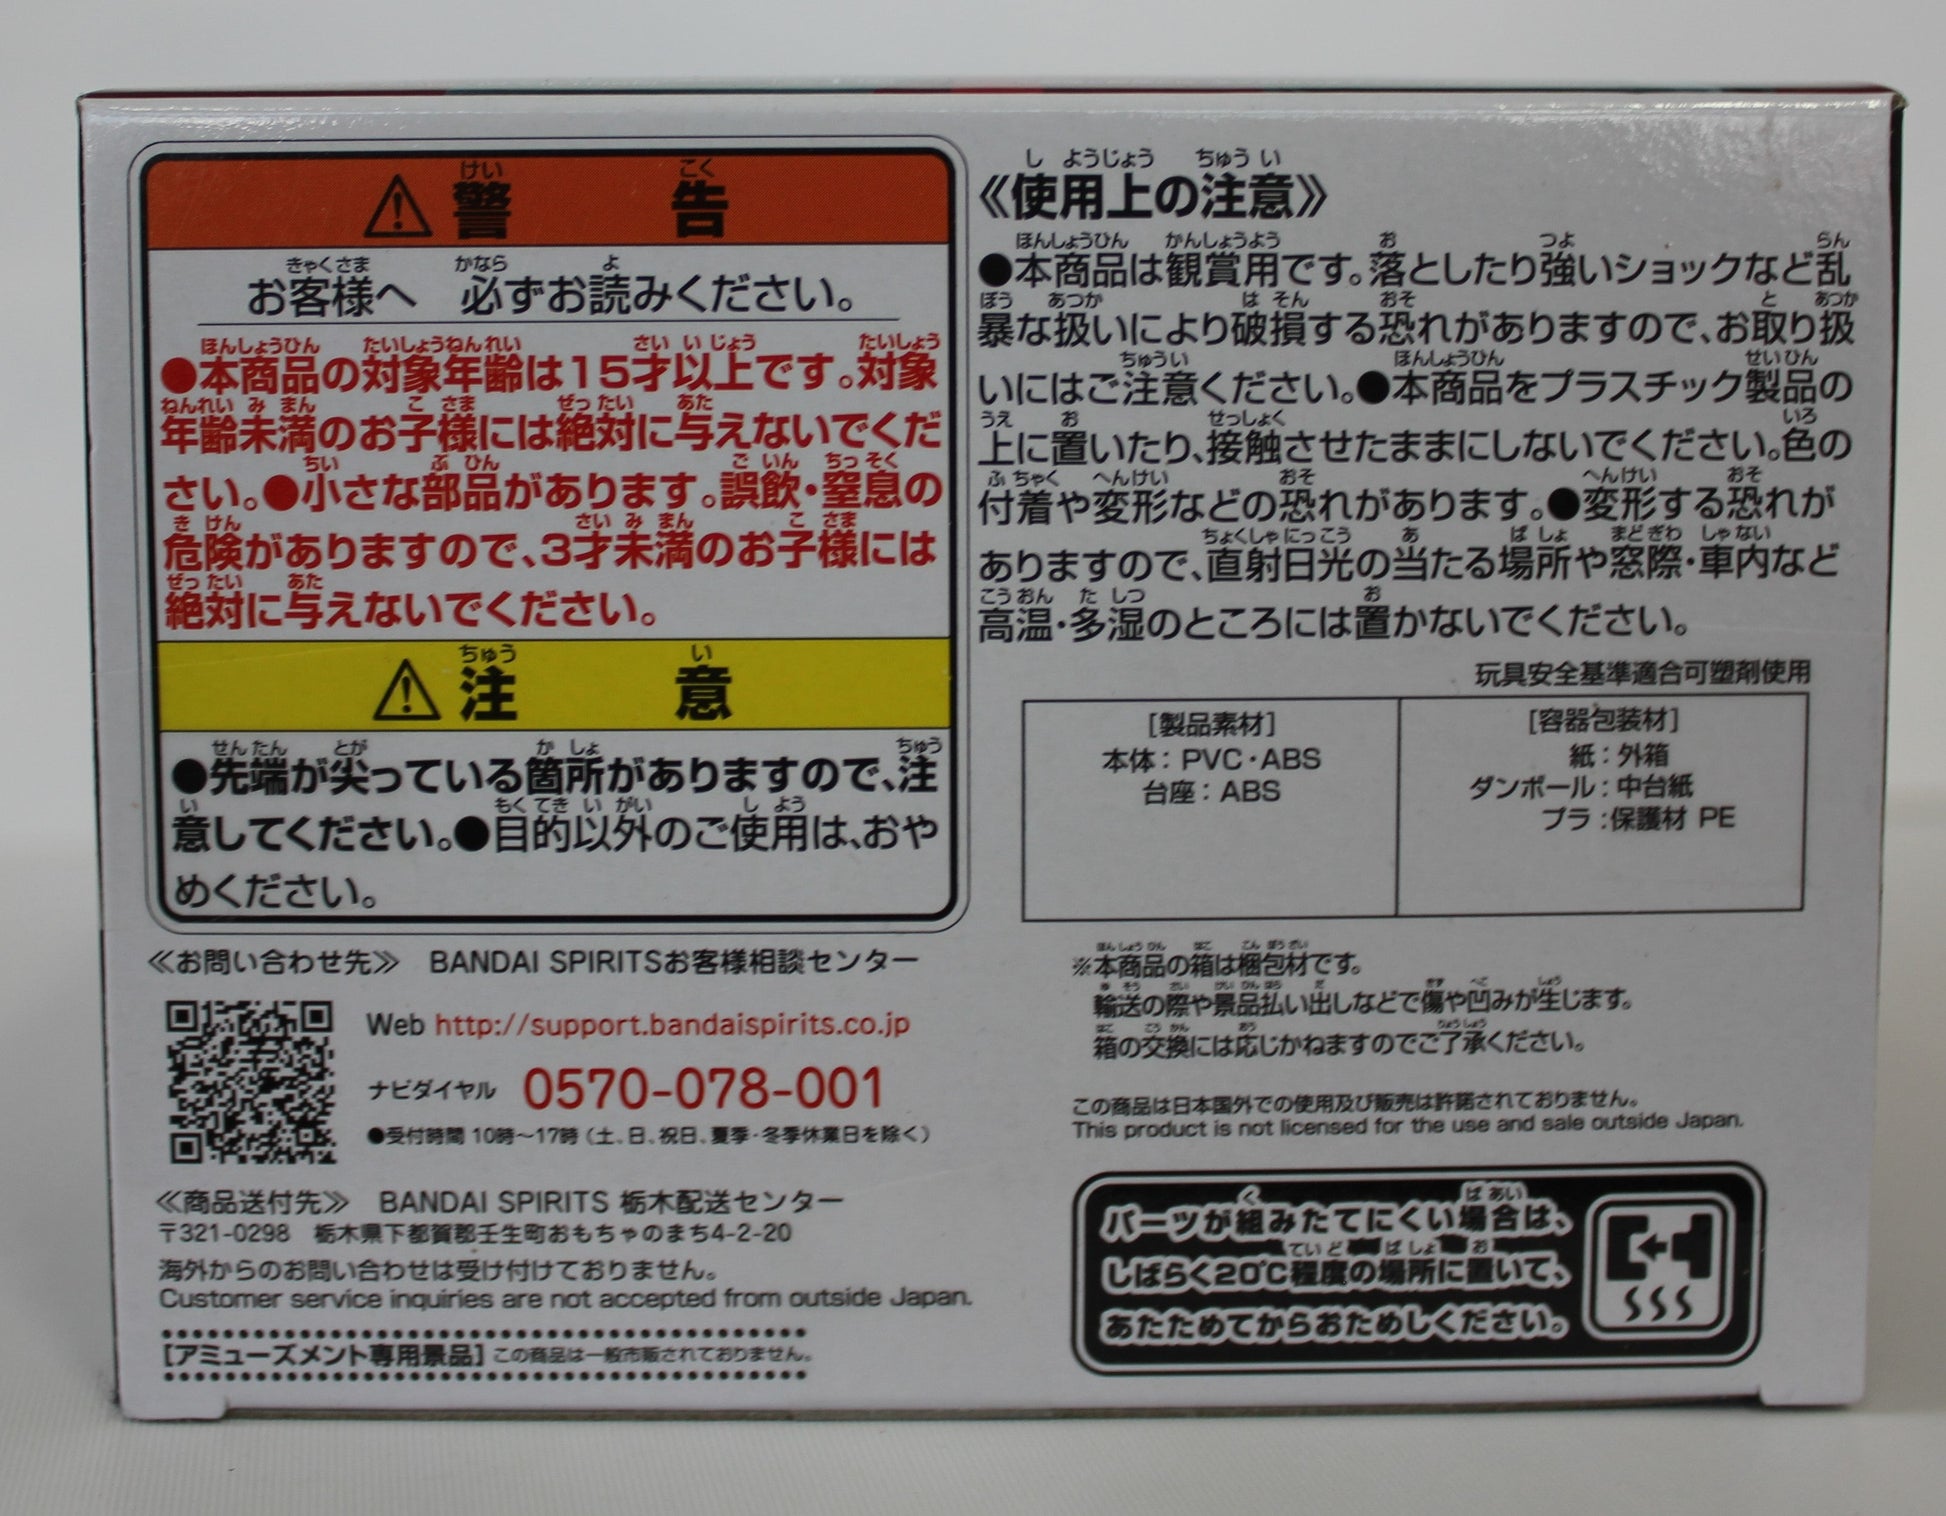 警告
お客様へ 必ずお読みください。
●本商品の対象年齢は15才以上です。対象
年齢未満のお子様には絶対に与えないでくだ
さい。●小さな部品があります。誤飲・窒息の
危険がありますので、3才未満のお子様には
絶対に与えないでください。
注意
●先端が尖っている箇所がありますので、注
意してください。●目的以外のご使用は、おや
めください。
≪お問い合わせ先≫ BANDAI SPIRITSお客様相談センター
Web http://support.bandaispirits.co.jp
ナビダイヤル 0570-078-001
●受付時間 10時～17時（土、日、祝日、夏季・冬季休業日を除く）
≪商品送付先≫ BANDAI SPIRITS 栃木配送センター
〒321-0298 栃木県下都賀郡壬生町おもちゃのまち4-2-20
海外からのお問い合わせは受け付けておりません。
Customer service inquiries are not accepted from outside Japan.
［アミューズメント専用景品］この商品は一般市販されておりません。
≪使用上の注意≫
●本商品は観賞用です。落としたり強いショックなど乱
暴な扱いにより破損する恐れがありますので、お取り扱
いにはご注意ください。●本商品をプラスチック製品の
上に置いたり、接触させたままにしないでください。色の
付着や変形などの恐れがあります。●変形する恐れが
ありますので、直射日光の当たる場所や窓際・車内など
高温・多湿のところには置かないでください。
玩具安全基準適合可塑剤使用
［製品素材］
本体：PVC・ABS
台座：ABS
［容器包装材］
紙：外箱
ダンボール：中台紙
プラ：保護材 PE
※本商品の箱は梱包材です。
輸送の際や景品払い出しなどで傷や凹みが生じます。
箱の交換には応じかねますのでご了承ください。
この商品は日本国外での使用及び販売は許諾されておりません。
This product is not licensed for the use and sale outside Japan.
パーツが組みたてにくい場合は、
しばらく20℃程度の場所に置いて、
あたためてからおためしください。